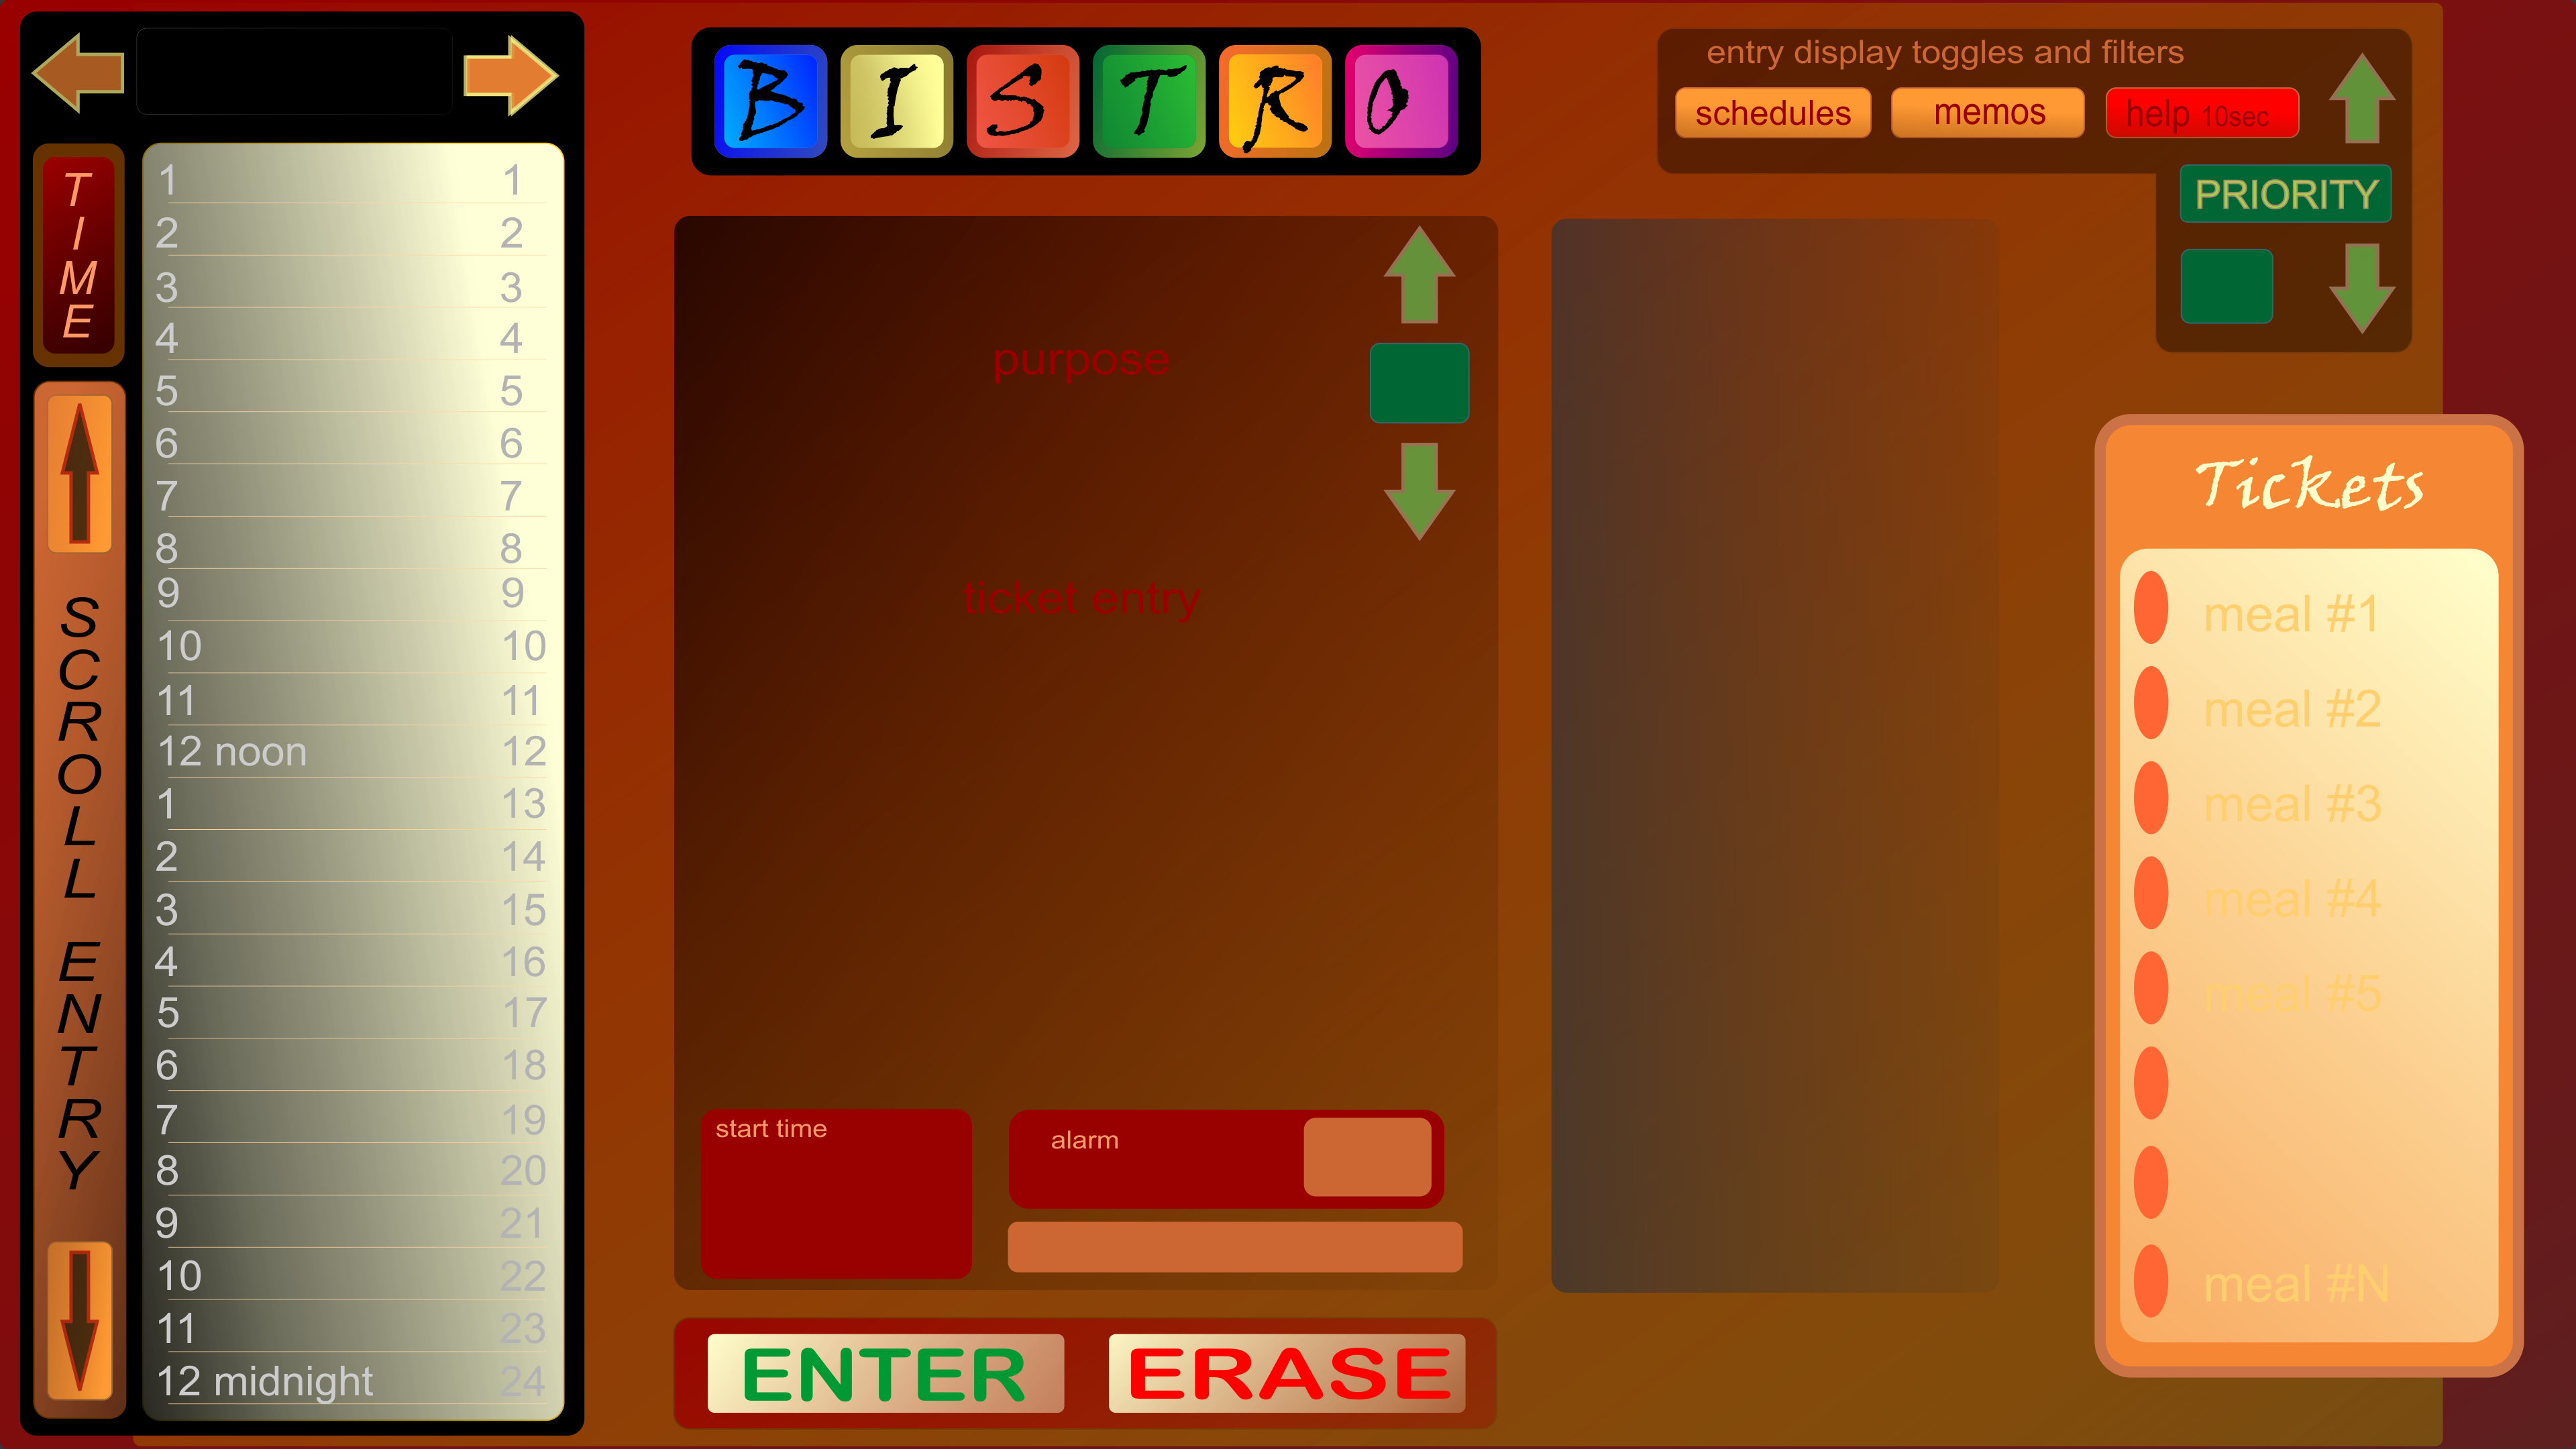 BISTRO
entry display toggles and filters
schedules memos help 10sec
PRIORITY
TIME
1 1
2 2
3 3
4 4
5 5
6 6
7 7
8 8
9 9
10 10
11 11
12 noon 12
1 13
2 14
3 15
4 16
5 17
6 18
7 19
8 20
9 21
10 22
11 23
12 midnight 24
SCROLL ENTRY
purpose
ticket entry
start time
alarm
ENTER ERASE
Tickets
meal #1
meal #2
meal #3
meal #4
meal #5
meal #N